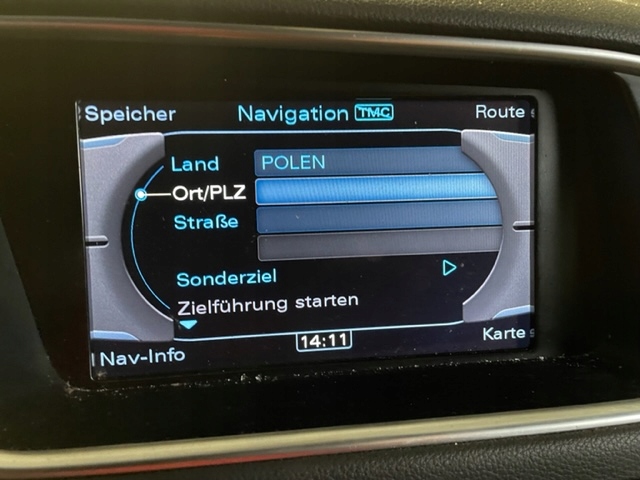 Speicher Navigation TMC Route
Land POLEN
Ort/PLZ
Straße
Sonderziel
Zielführung starten
Nav-Info 14:11 Karte